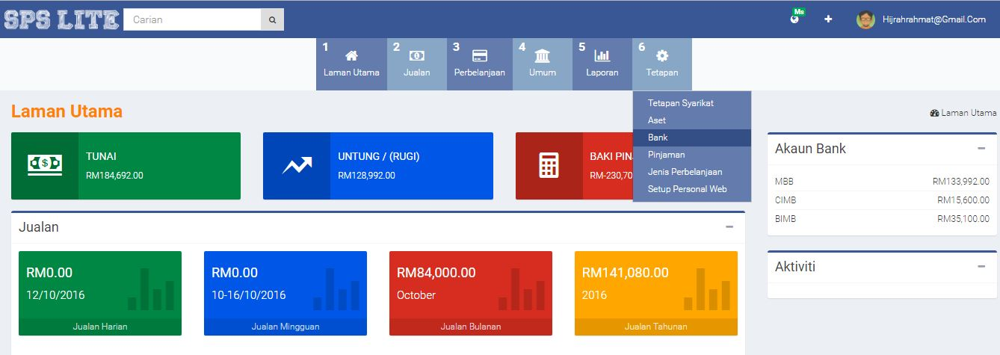 SPS LITE
Carian
Ms
Hijrahrahmat@Gmail.Com
1
Laman Utama
2
Jualan
3
Perbelanjaan
4
Umum
5
Laporan
6
Tetapan
Tetapan Syarikat
Aset
Bank
Pinjaman
Jenis Perbelanjaan
Setup Personal Web
Laman Utama
Laman Utama
TUNAI
RM184,692.00
UNTUNG / (RUGI)
RM128,992.00
BAKI PIN
RM-230,70
Akaun Bank
MBB RM133,992.00
CIMB RM15,600.00
BIMB RM35,100.00
Aktiviti
Jualan
RM0.00
12/10/2016
Jualan Harian
RM0.00
10-16/10/2016
Jualan Mingguan
RM84,000.00
October
Jualan Bulanan
RM141,080.00
2016
Jualan Tahunan